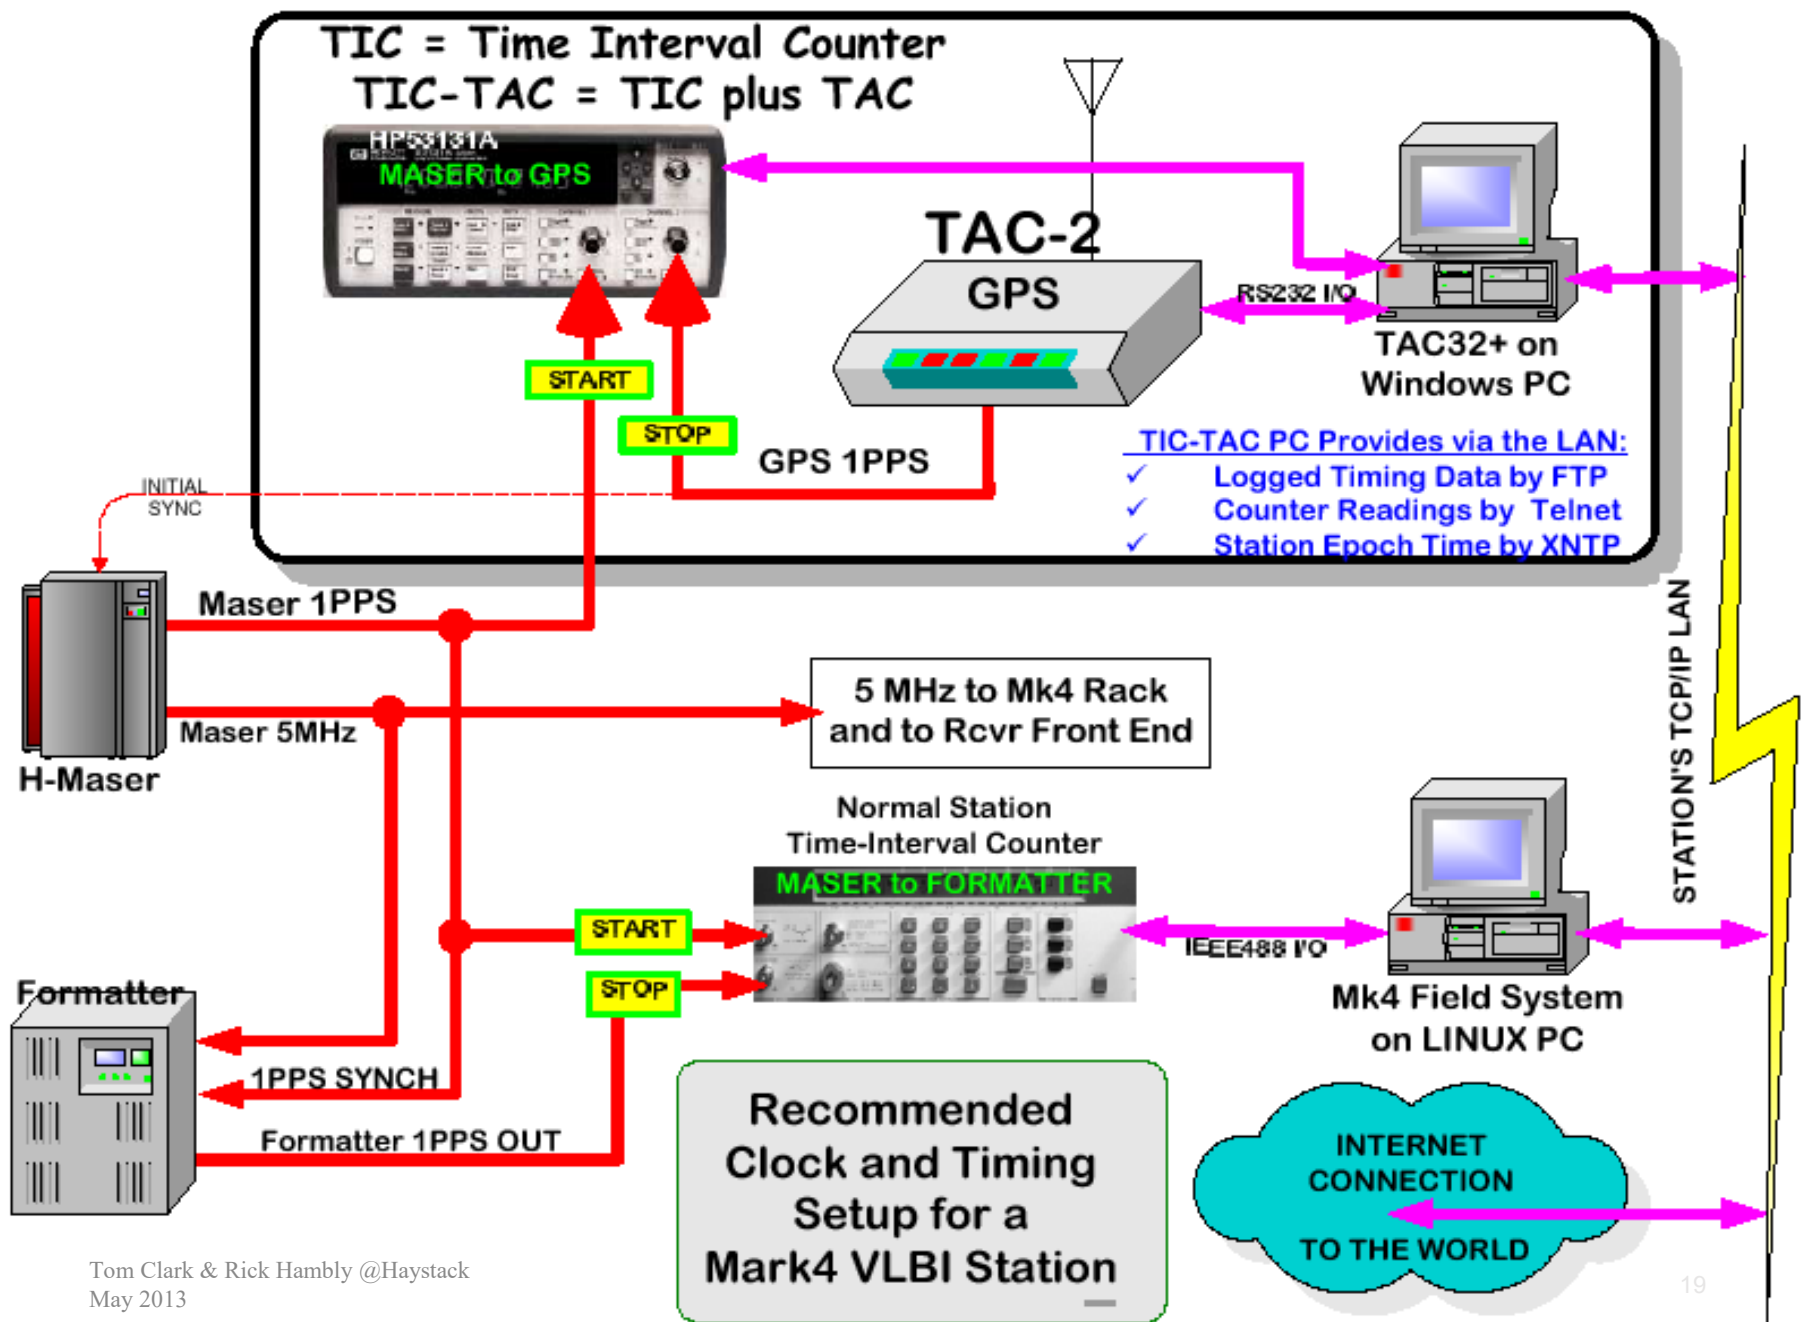 TIC = Time Interval Counter
TIC-TAC = TIC plus TAC
HP53131A
MASER to GPS
TAC-2
GPS
RS232 I/O
TAC32+ on
Windows PC
START
STOP
GPS 1PPS
TIC-TAC PC Provides via the LAN:
✓ Logged Timing Data by FTP
✓ Counter Readings by Telnet
✓ Station Epoch Time by XNTP
INITIAL
SYNC
Maser 1PPS
Maser 5MHz
H-Maser
5 MHz to Mk4 Rack
and to Rcvr Front End
STATION'S TCP/IP LAN
Normal Station
Time-Interval Counter
MASER to FORMATTER
START
STOP
IEEE488 I/O
Mk4 Field System
on LINUX PC
Formatter
1PPS SYNCH
Formatter 1PPS OUT
Recommended
Clock and Timing
Setup for a
Mark4 VLBI Station
INTERNET
CONNECTION
TO THE WORLD
Tom Clark & Rick Hambly @Haystack
May 2013
19